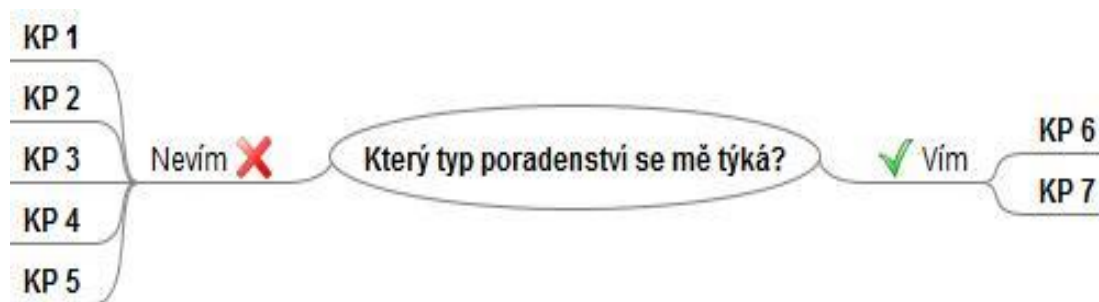 KP 1
KP 2
KP 3
KP 4
KP 5
Nevím
Který typ poradenství se mě týká?
Vím
KP 6
KP 7